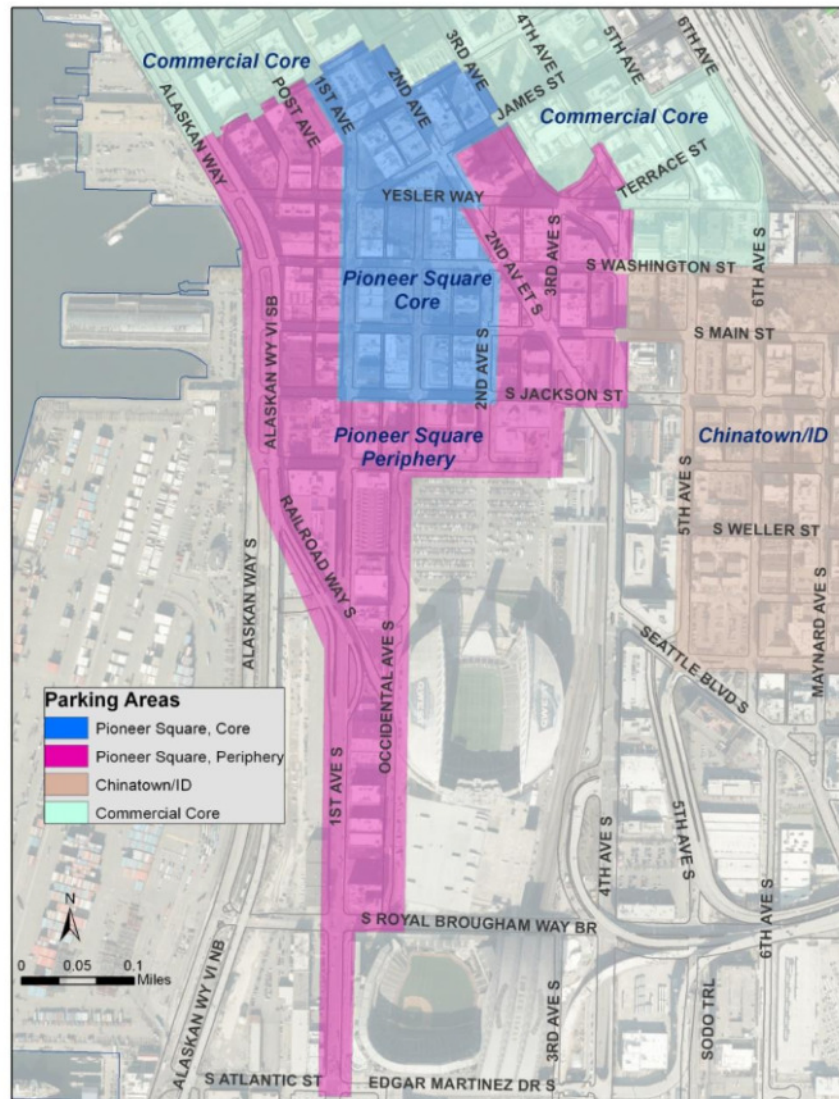 Commercial Core
ALASKAN WAY
POST AVE
1ST AVE
2ND AVE
3RD AVE
4TH AVE
5TH AVE
6TH AVE
JAMES ST
Commercial Core
TERRACE ST
YESLER WAY
2ND AV ET S
3RD AVE S
S WASHINGTON ST
6TH AVE S
Pioneer Square
Core
ALASKAN WY VI SB
2ND AVE S
S MAIN ST
S JACKSON ST
Pioneer Square
Periphery
Chinatown/ID
5TH AVE S
S WELLER ST
MAYNARD AVE S
RAILROAD WAY S
ALASKAN WAY S
OCCIDENTAL AVE S
SEATTLE BLVD S
Parking Areas
Pioneer Square, Core
Pioneer Square, Periphery
Chinatown/ID
Commercial Core
1ST AVE S
4TH AVE S
5TH AVE S
6TH AVE S
N
0 0.05 0.1
Miles
S ROYAL BROUGHAM WAY BR
ALASKAN WY VI NB
3RD AVE S
SODO TRL
S ATLANTIC ST
EDGAR MARTINEZ DR S